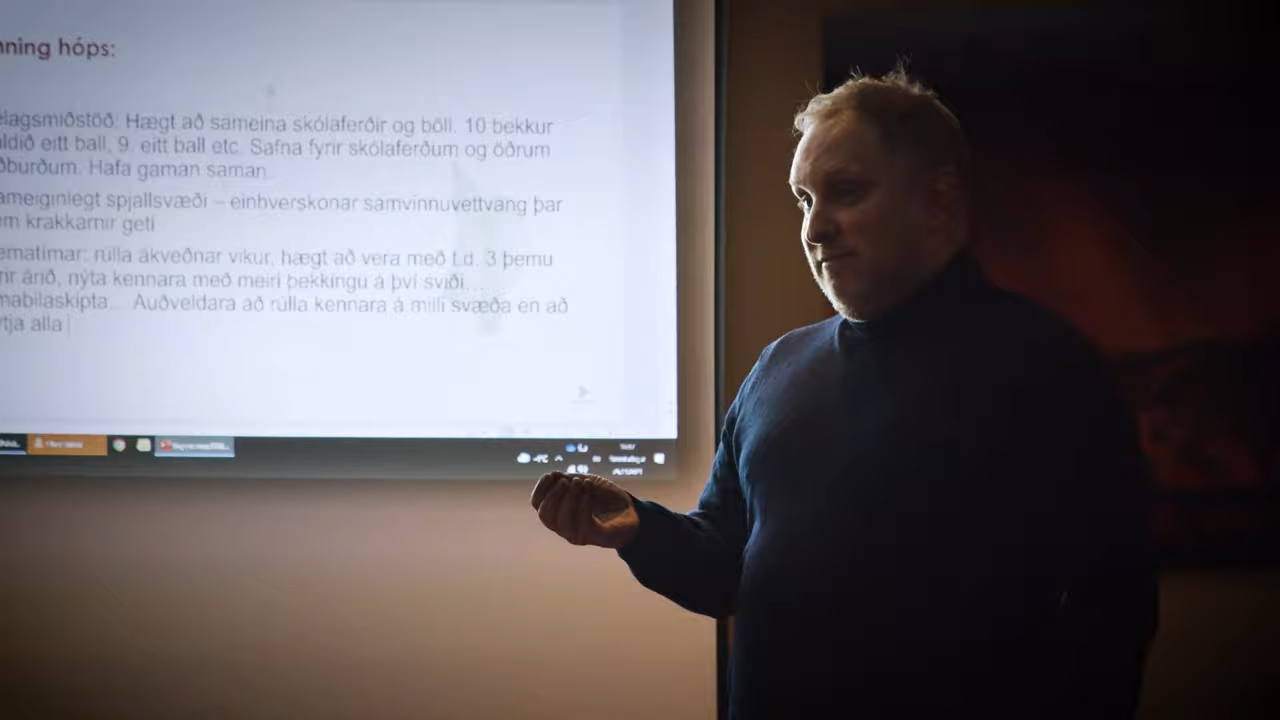 nning hóps:
elagsmiðstöð: Hægt að sameina skólaferðir og böll. 10 bekkur
aldið eitt ball, 9. eitt ball etc. Safna fyrir skólaferðum og öðrum
ðburðum. Hafa gaman saman.
ameiginlegt spjallsvæði – einhverskonar samvinnuvettvang þar
em krakkarnir geti
ematímar: rúlla ákveðnar vikur, hægt að vera með t.d. 3 þemu
ir árið, nýta kennara með meiri þekkingu á því sviði.
mabilaskipta... Auðveldara að rúlla kennara á milli svæða en að
ytja alla